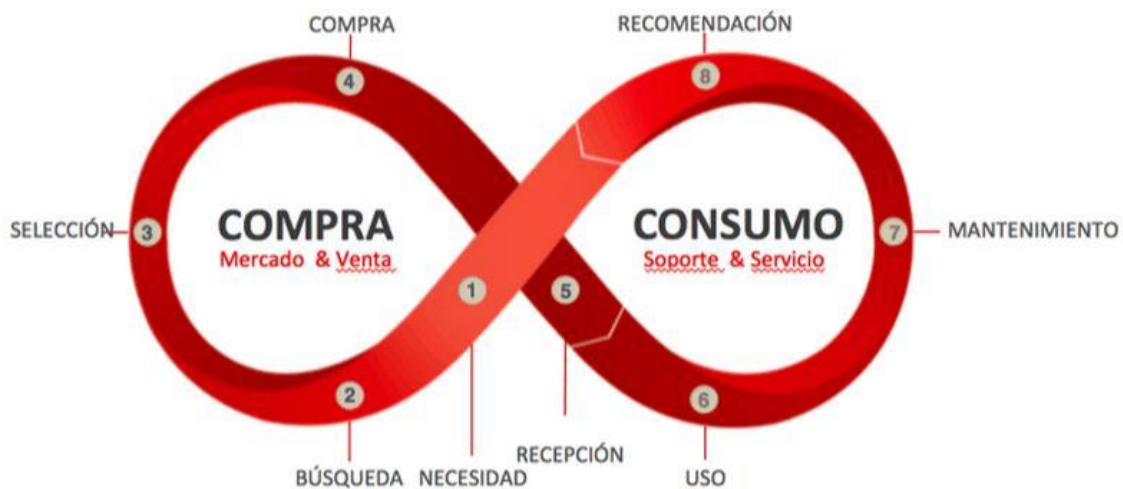 COMPRA
RECOMENDACIÓN
4
8
SELECCIÓN
3
COMPRA
Mercado & Venta
CONSUMO
Soporte & Servicio
7
MANTENIMIENTO
1
5
2
6
BÚSQUEDA
NECESIDAD
RECEPCIÓN
USO